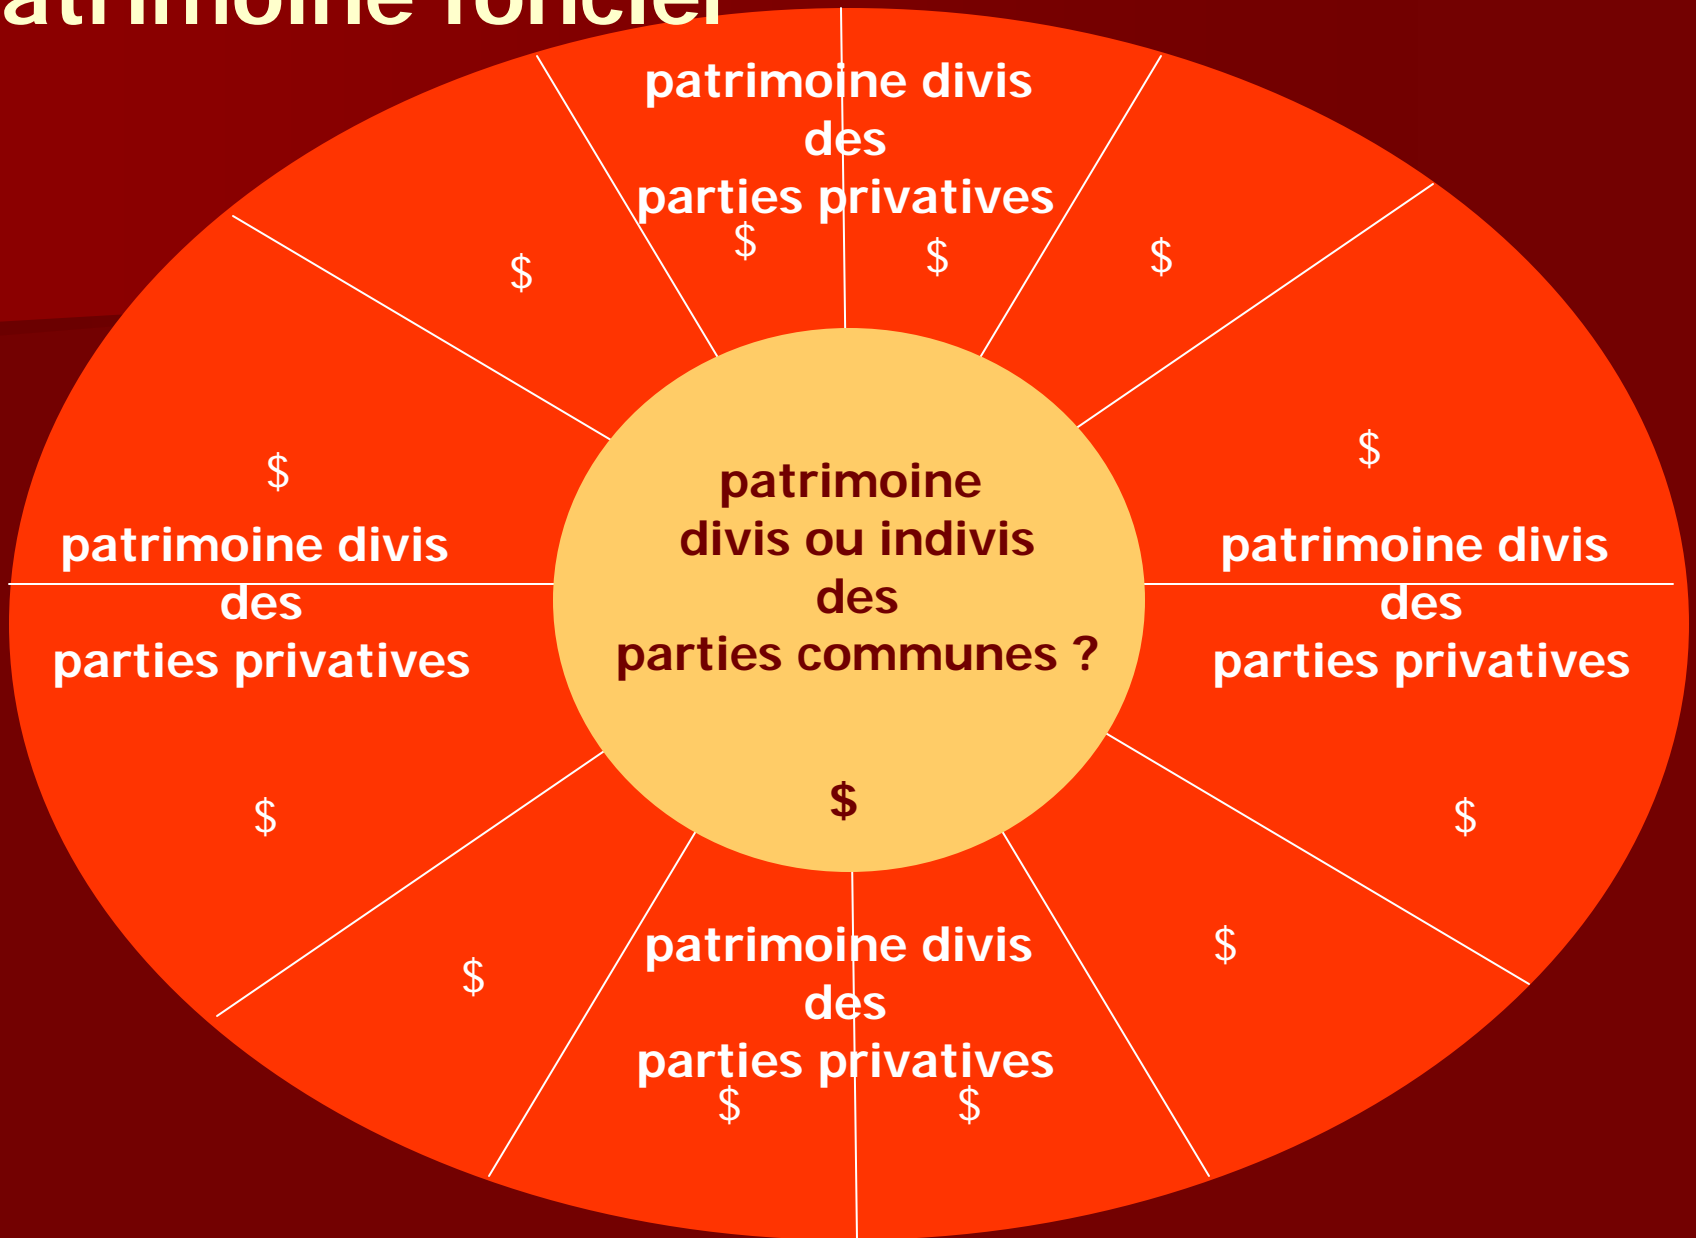 atrimoine foncier
patrimoine divis
des
parties privatives
$ $ $ $
$ $
patrimoine divis
des
parties privatives
patrimoine
divis ou indivis
des
parties communes ?
$
patrimoine divis
des
parties privatives
$ $
$ $
patrimoine divis
des
parties privatives
$ $